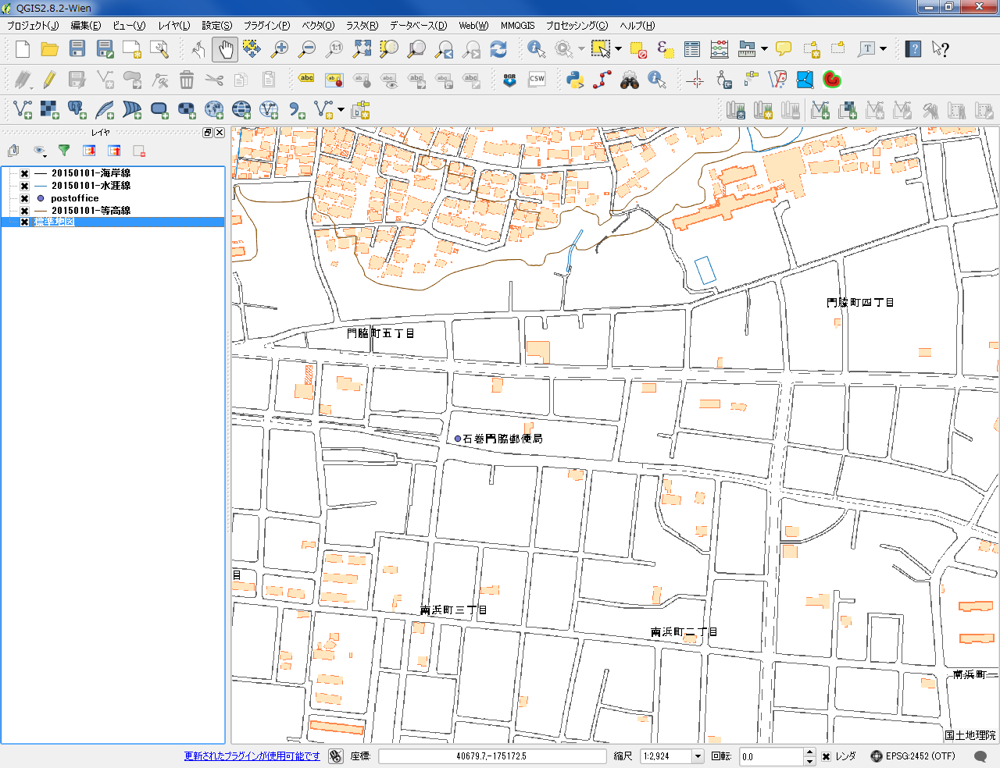 QGIS2.8.2-Wien
プロジェクト(J) 編集(E) ビュー(V) レイヤ(L) 設定(S) プラグイン(P) ベクタ(O) ラスタ(R) データベース(D) Web(W) MMQGIS プロセッシング(C) ヘルプ(H)
レイヤ
20150101-海岸線
20150101-水涯線
postoffice
20150101-等高線
標準地図
門脇町四丁目
門脇町五丁目
石巻門脇郵便局
目
南浜町三丁目
南浜町二丁目
南浜町一
国土地理院
更新されたプラグインが使用可能です 座標: 40679.7,-175172.5 縮尺 1:2,924 回転: 0.0 レンダ EPSG:2452 (OTF)